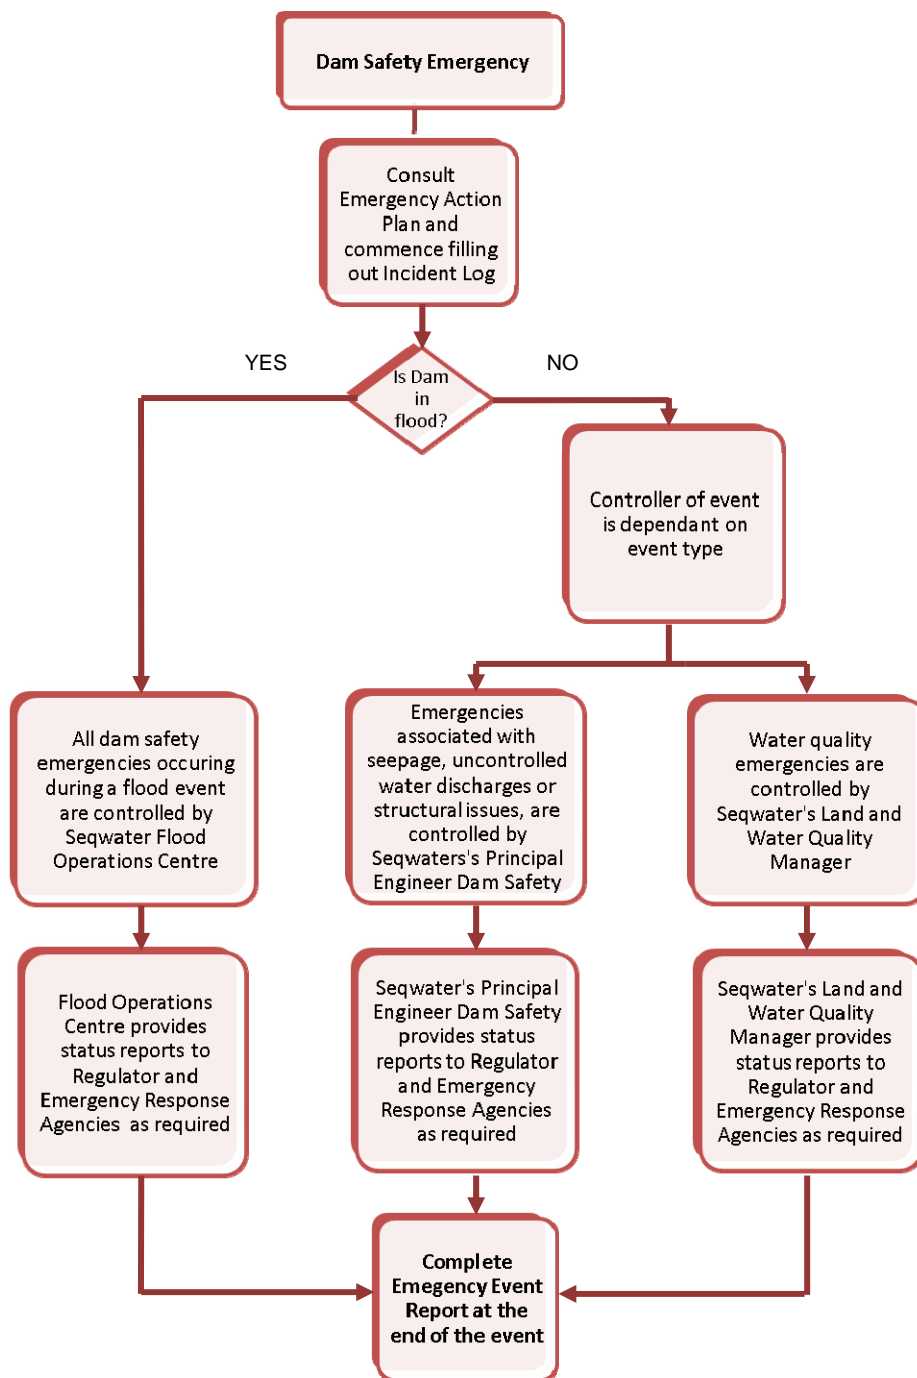 Dam Safety Emergency
Consult
Emergency Action
Plan and
commence filling
out Incident Log
YES
NO
Is Dam
in
flood?
Controller of event
is dependant on
event type
All dam safety
emergencies occuring
during a flood event
are controlled by
Seqwater Flood
Operations Centre
Emergencies
associated with
seepage, uncontrolled
water discharges or
structural issues, are
controlled by
Seqwaters's Principal
Engineer Dam Safety
Water quality
emergencies are
controlled by
Seqwater's Land and
Water Quality
Manager
Flood Operations
Centre provides
status reports to
Regulator and
Emergency Response
Agencies as required
Seqwater's Principal
Engineer Dam Safety
provides status
reports to Regulator
and Emergency
Response Agencies
as required
Seqwater's Land and
Water Quality
Manager provides
status reports to
Regulator and
Emergency Response
Agencies as required
Complete
Emegency Event
Report at the
end of the event